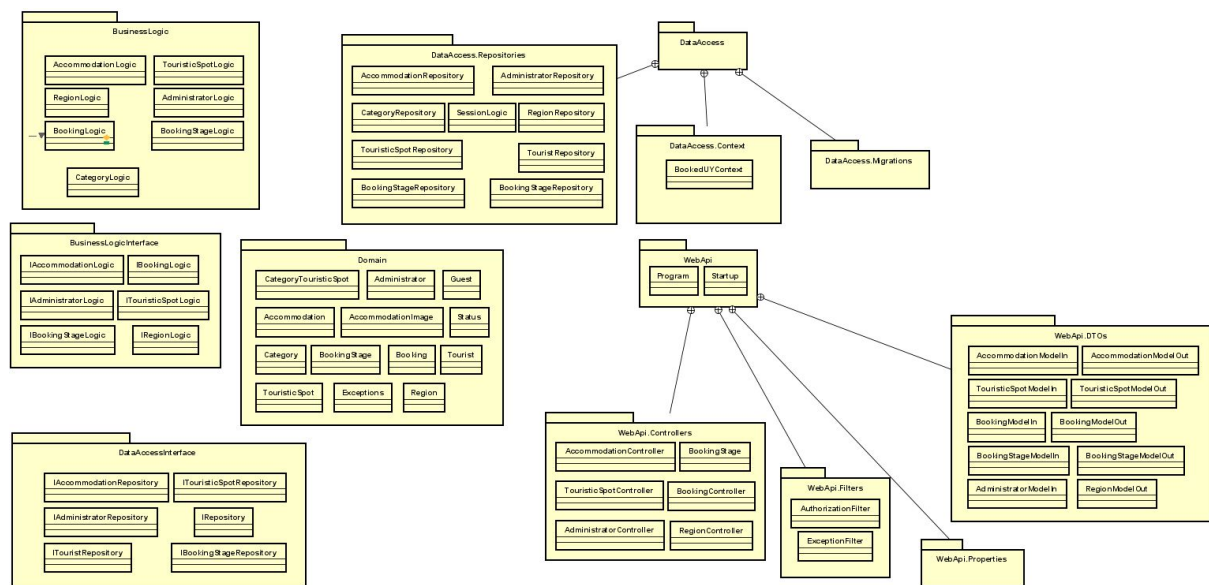 BusinessLogic
AccommodationLogic
TouristicSpotLogic
RegionLogic
AdministratorLogic
BookingLogic
BookingStageLogic
CategoryLogic
DataAccess.Repositories
AccommodationRepository
AdministratorRepository
CategoryRepository
SessionLogic
RegionRepository
TouristicSpotRepository
TouristRepository
BookingStageRepository
BookingStageRepository
DataAccess
DataAccess.Context
BookedUYContext
DataAccess.Migrations
BusinessLogicInterface
IAccommodationLogic
IBookingLogic
IAdministratorLogic
ITouristicSpotLogic
IBookingStageLogic
IRegionLogic
Domain
CategoryTouristicSpot
Administrator
Guest
Accommodation
AccommodationImage
Status
Category
BookingStage
Booking
Tourist
TouristicSpot
Exceptions
Region
WebApi
Program
Startup
WebApi.DTOs
AccommodationModelIn
AccommodationModelOut
TouristicSpotModelIn
TouristicSpotModelOut
BookingModelIn
BookingModelOut
BookingStageModelIn
BookingStageModelOut
AdministratorModelIn
RegionModelOut
DataAccessInterface
IAccommodationRepository
ITouristicSpotRepository
IAdministratorRepository
IRepository
ITouristRepository
IBookingStageRepository
WebApi.Controllers
AccommodationController
BookingStage
TouristicSpotController
BookingController
AdministratorController
RegionController
WebApi.Filters
AuthorizationFilter
ExceptionFilter
WebApi.Properties